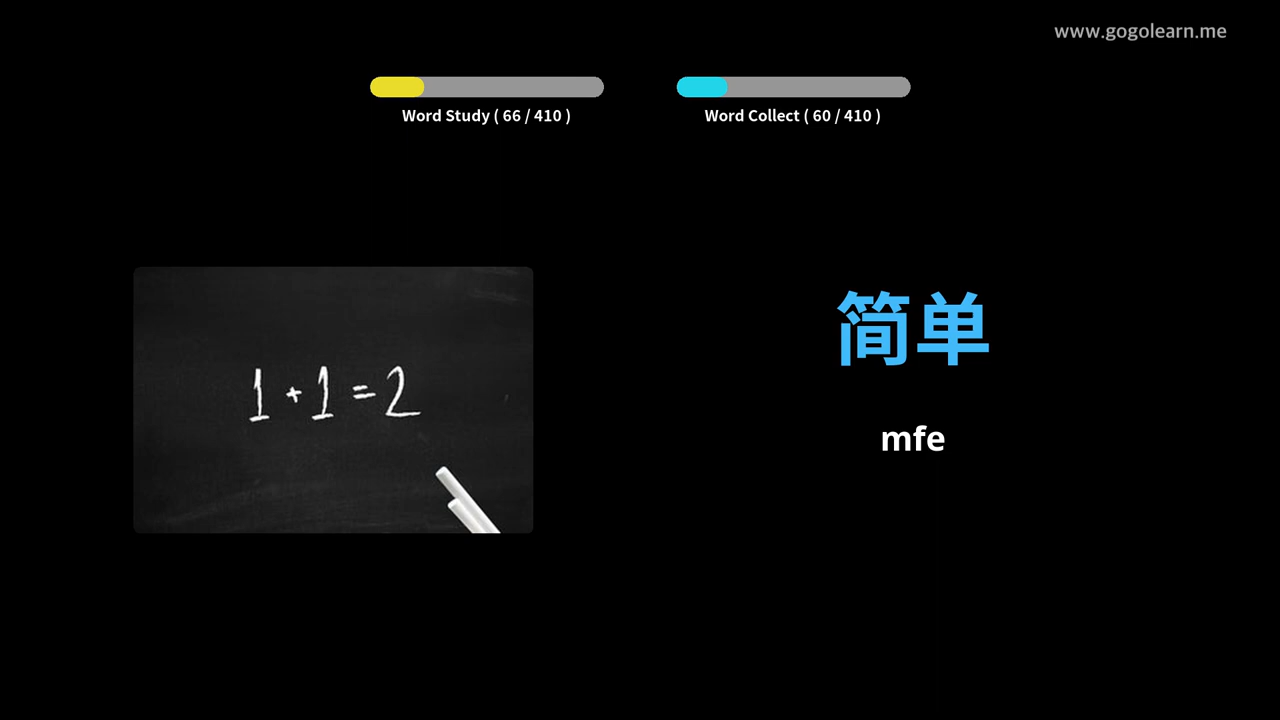 www.gogolearn.me
Word Study ( 66 / 410 )
Word Collect ( 60 / 410 )
简单
mfe
1 + 1 = 2